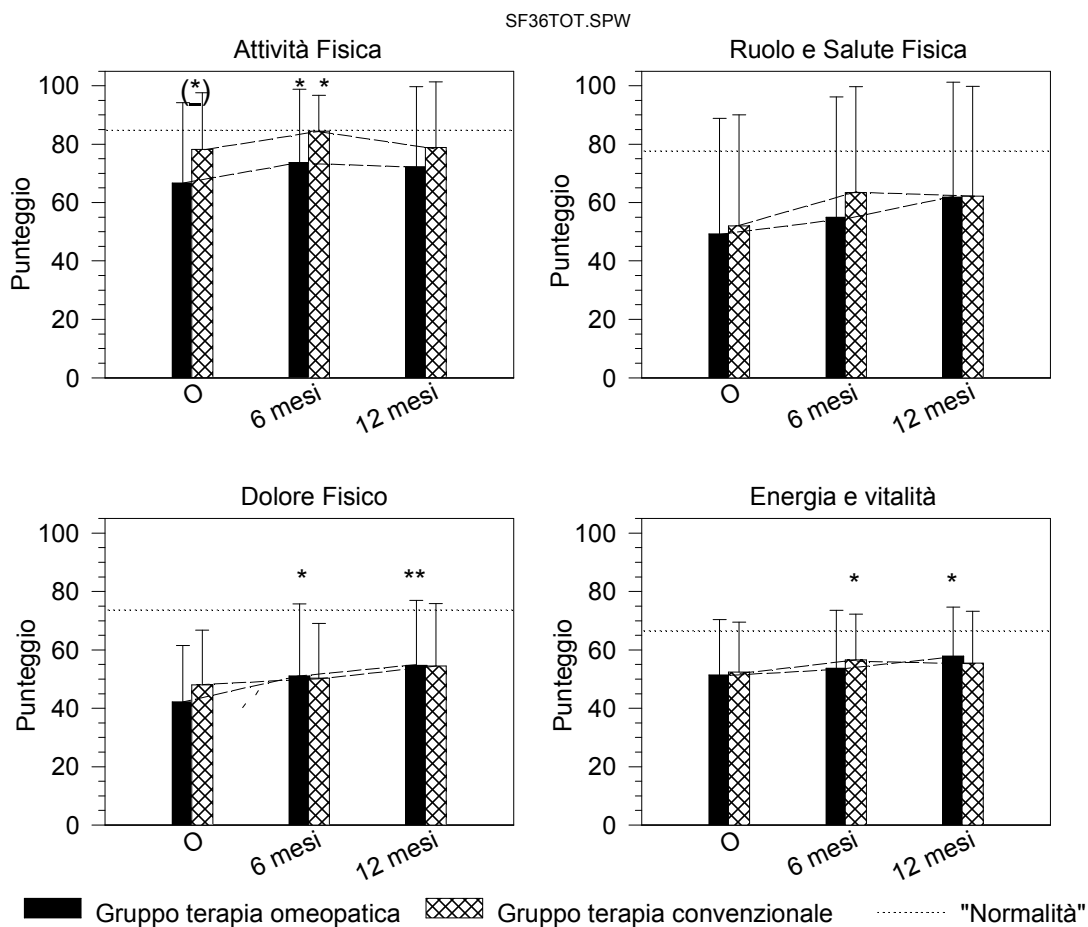 SF36TOT.SPW
Attività Fisica
Punteggio
100
80
60
40
20
0
(*)
* *
O
6 mesi
12 mesi
Ruolo e Salute Fisica
Punteggio
100
80
60
40
20
0
O
6 mesi
12 mesi
Dolore Fisico
Punteggio
100
80
60
40
20
0
*
**
O
6 mesi
12 mesi
Energia e vitalità
Punteggio
100
80
60
40
20
0
*
*
O
6 mesi
12 mesi
Gruppo terapia omeopatica
Gruppo terapia convenzionale
"Normalità"